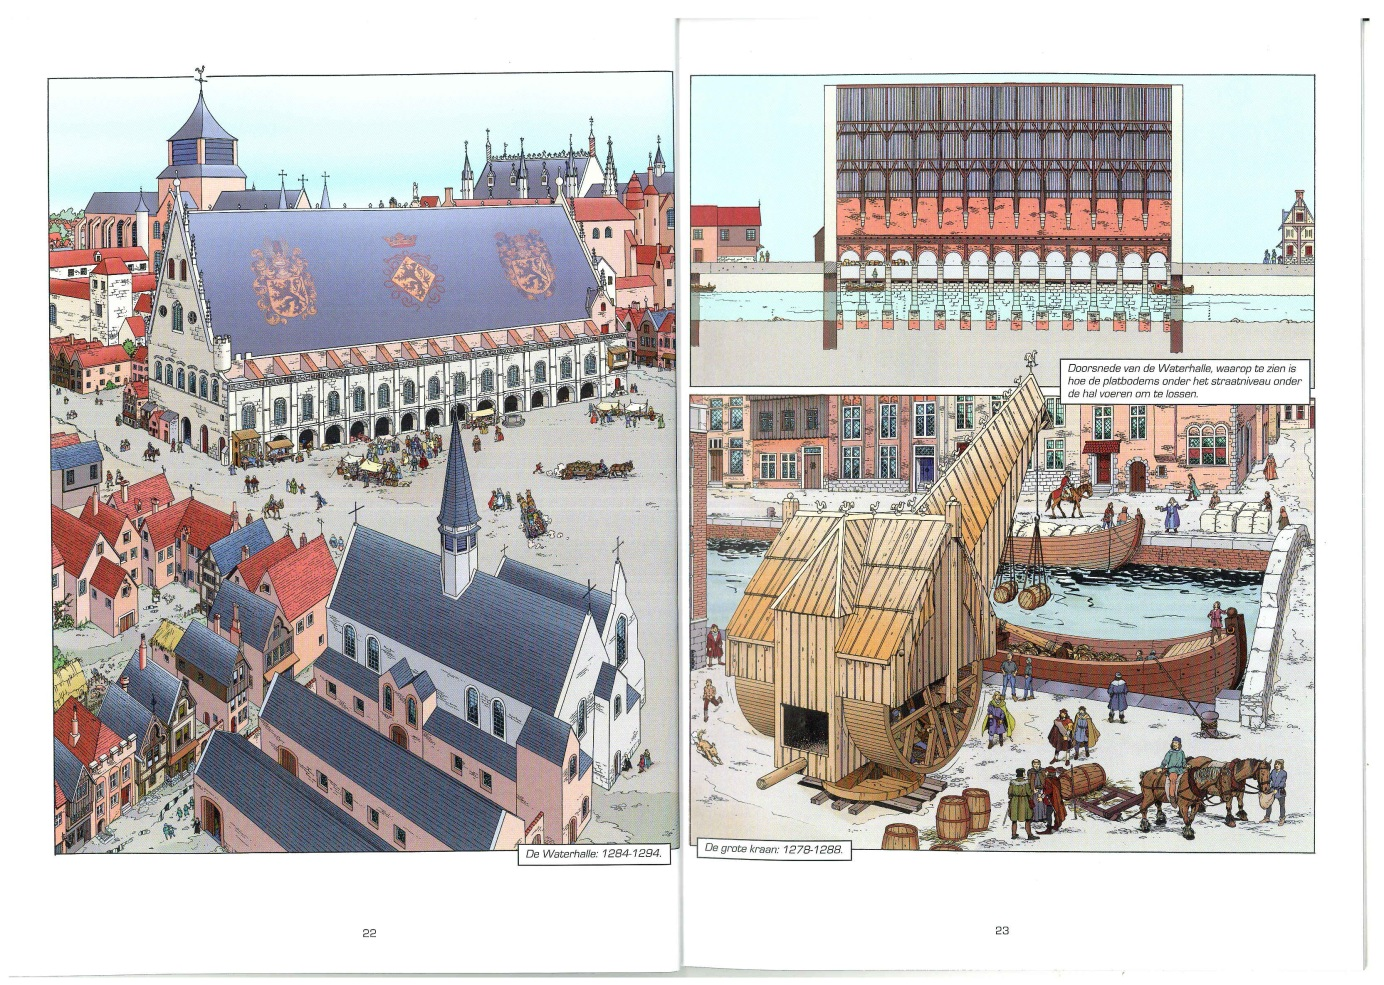 De Waterhalle: 1284-1294.
22
Doorsnede van de Waterhalle, waarop te zien is
hoe de platbodems onder het straatniveau onder
de hal voeren om te lossen.
De grote kraan: 1278-1288.
23